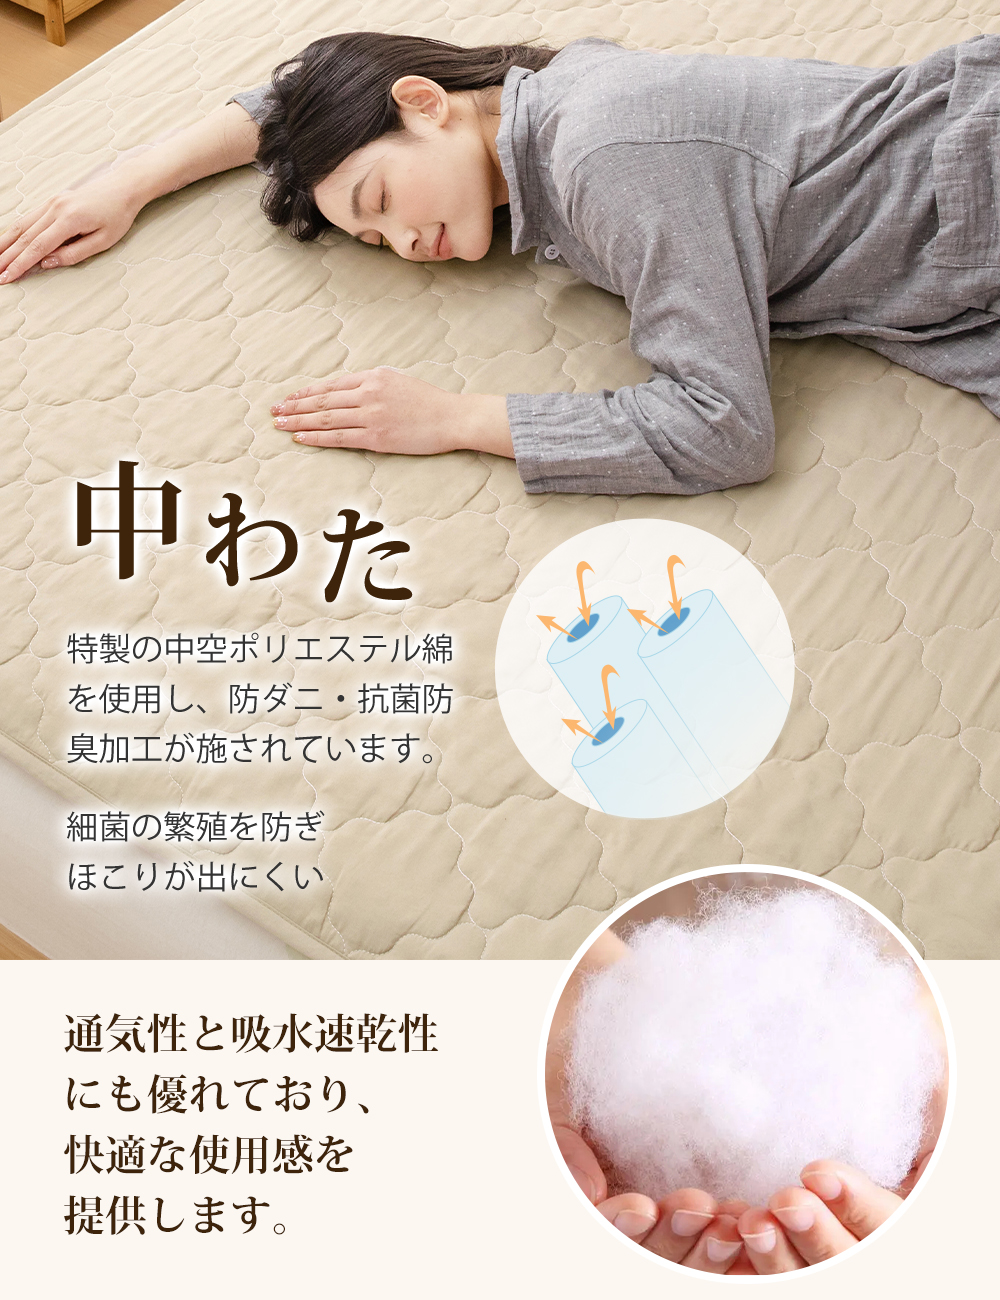 中わた
特製の中空ポリエステル綿
を使用し、防ダニ・抗菌防
臭加工が施されています。
細菌の繁殖を防ぎ
ほこりが出にくい
通気性と吸水速乾性
にも優れており、
快適な使用感を
提供します。